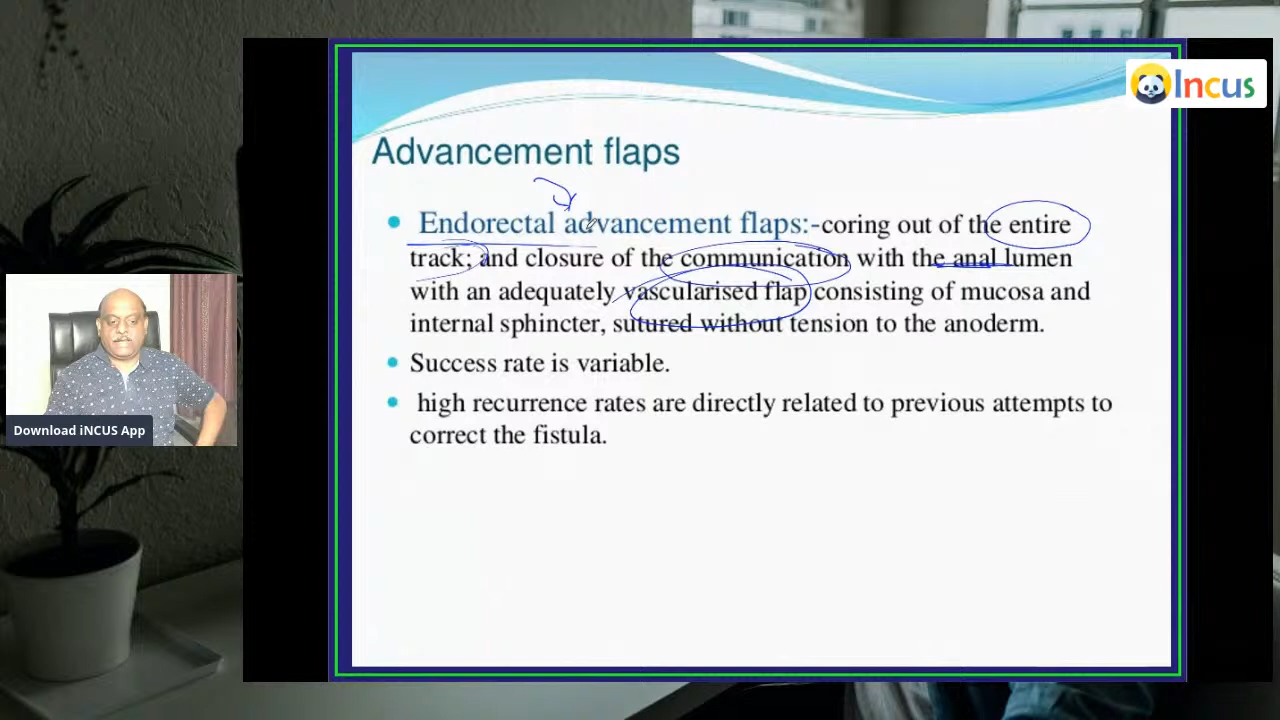 Incus
Advancement flaps
Endorectal advancement flaps:-coring out of the entire
track; and closure of the communication with the anal lumen
with an adequately vascularised flap consisting of mucosa and
internal sphincter, sutured without tension to the anoderm.
Success rate is variable.
high recurrence rates are directly related to previous attempts to
correct the fistula.
Download iNCUS App